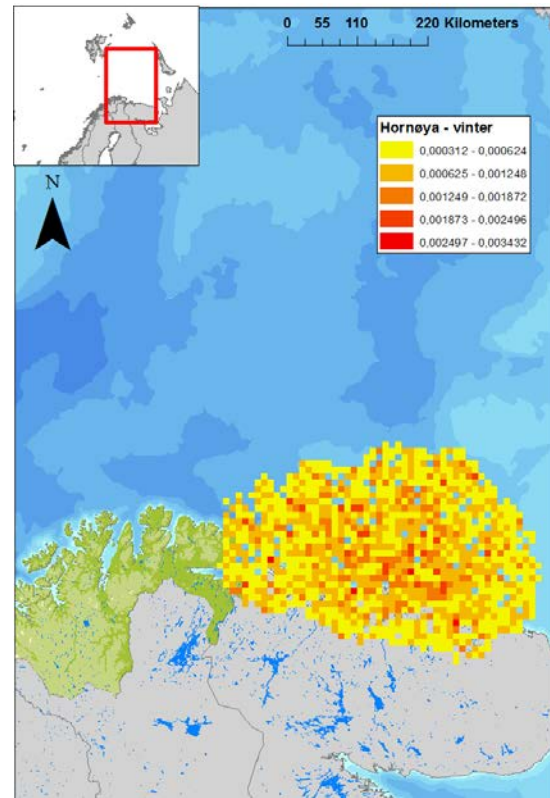 0 55 110 220 Kilometers
Hornøya - vinter
0,000312 - 0,000624
0,000625 - 0,001248
0,001249 - 0,001872
0,001873 - 0,002496
0,002497 - 0,003432
N